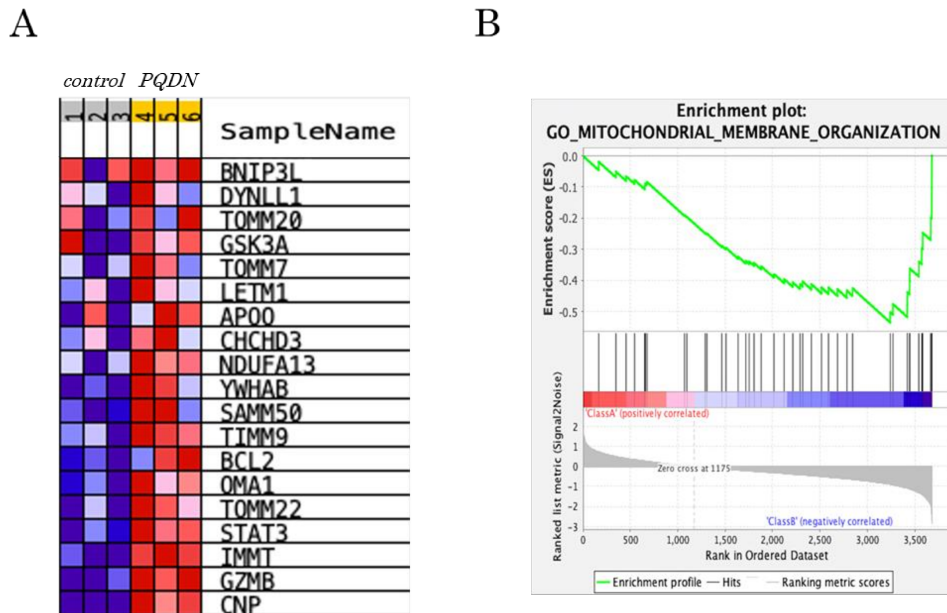 A
B
control PQDN
1 2 3 4 5 6
SampleName
BNIP3L
DYNLL1
TOMM20
GSK3A
TOMM7
LETM1
APOO
CHCHD3
NDUFA13
YWHAB
SAMM50
TIMM9
BCL2
OMA1
TOMM22
STAT3
IMMT
GZMB
CNP
Enrichment plot:
GO_MITOCHONDRIAL_MEMBRANE_ORGANIZATION
Enrichment score (ES)
0.0
-0.1
-0.2
-0.3
-0.4
-0.5
'ClassA' (positively correlated)
Ranked list metric (Signal2Noise)
2
1
0
-1
-2
-3
Zero cross at 1175
'ClassB' (negatively correlated)
0 500 1,000 1,500 2,000 2,500 3,000 3,500
Rank in Ordered Dataset
Enrichment profile Hits Ranking metric scores